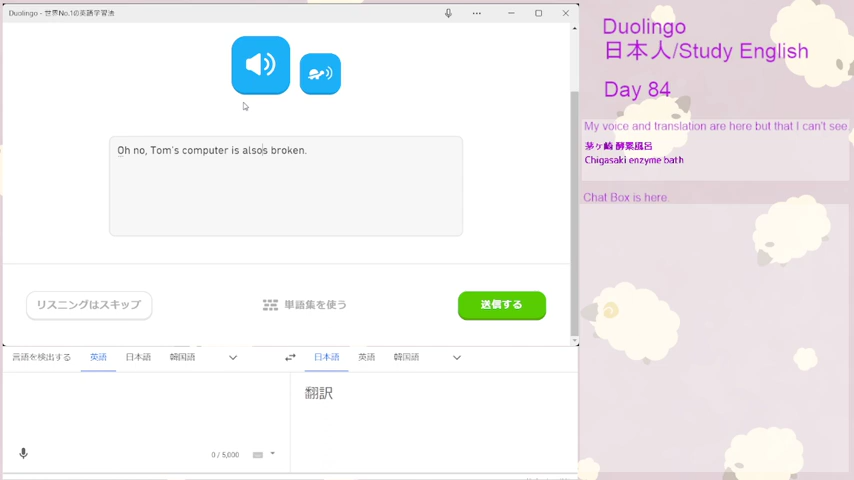 Duolingo - 世界No.1の英語学習法
Oh no, Tom's computer is alsos broken.
リスニングはスキップ
単語集を使う
送信する
言語を検出する 英語 日本語 韓国語
日本語 英語 韓国語
翻訳
0 / 5,000
Duolingo
日本人/Study English
Day 84
My voice and translation are here but that I can't see
茅ヶ崎 酵素風呂
Chigasaki enzyme bath
Chat Box is here.